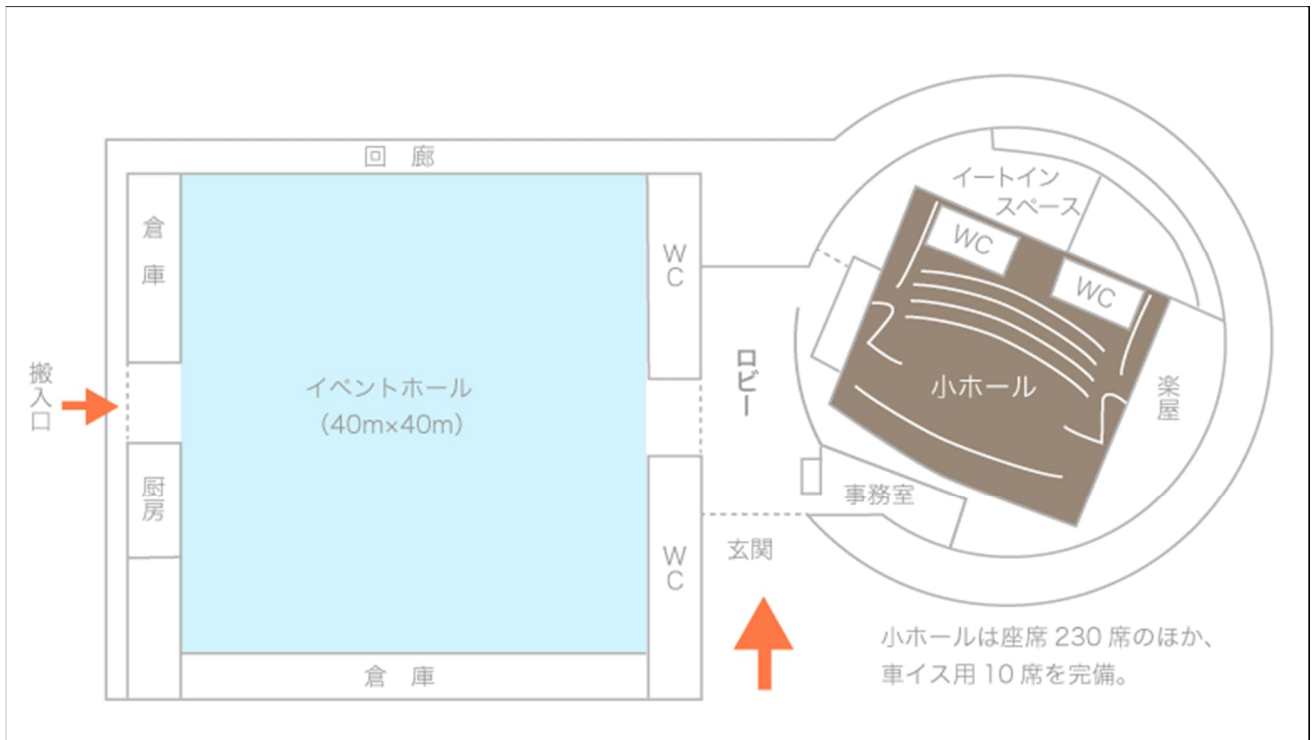 回 廊
倉 庫
WC
イートイン
スペース
WC
WC
搬入口
イベントホール
(40m×40m)
ロビー
小ホール
楽屋
厨房
事務室
WC
玄関
倉 庫
小ホールは座席 230 席のほか、
車イス用 10 席を完備。